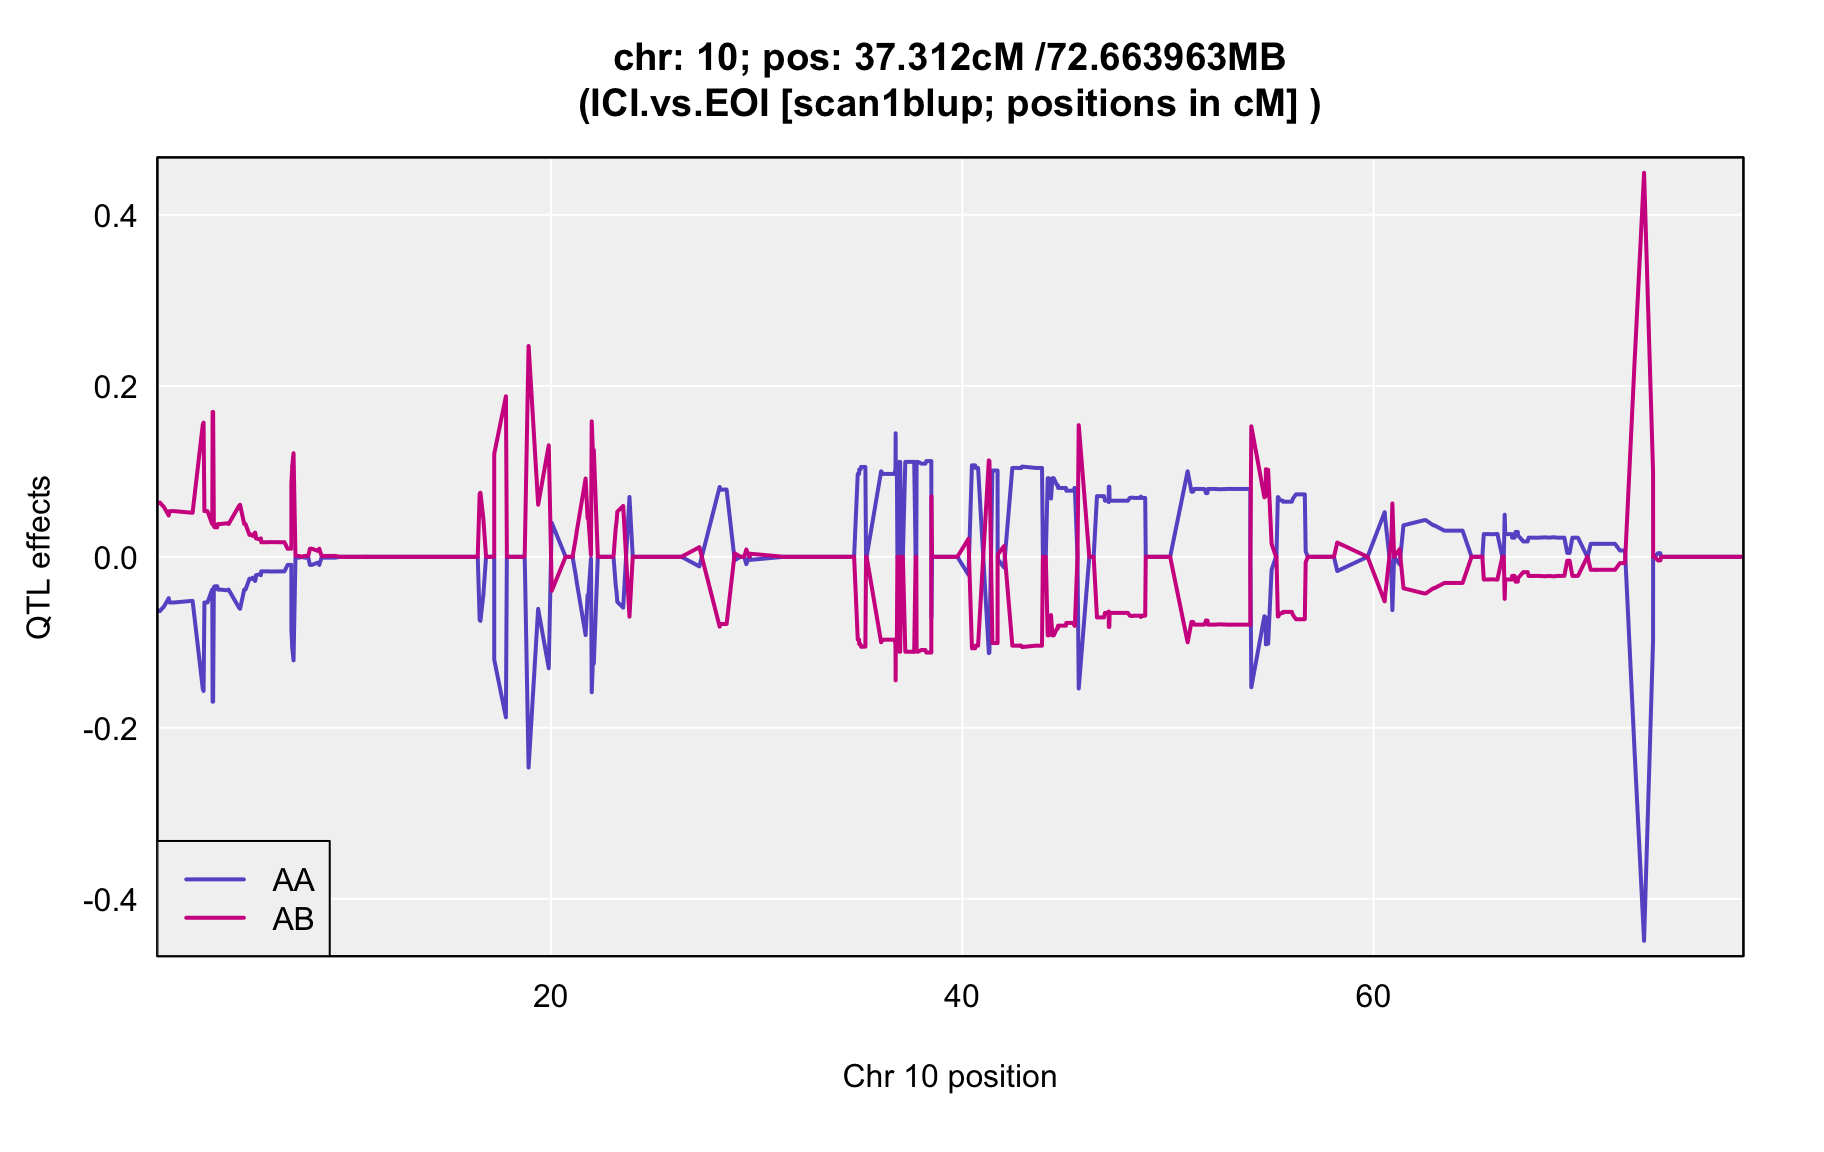 chr: 10; pos: 37.312cM /72.663963MB
(ICI.vs.EOI [scan1blup; positions in cM] )
QTL effects
0.4
0.2
0.0
-0.2
-0.4
AA
AB
20
40
60
Chr 10 position